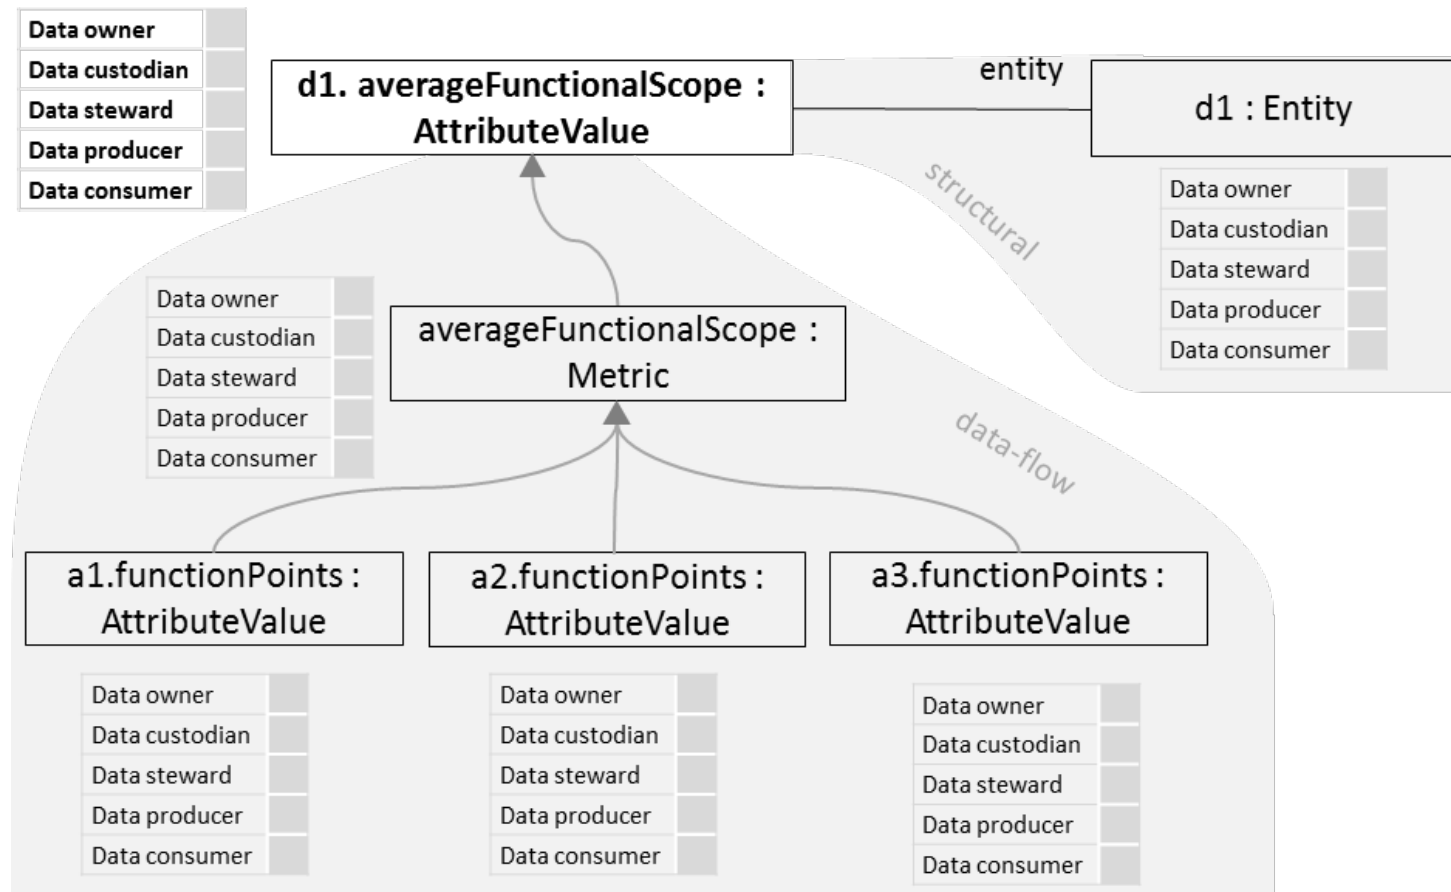 Data owner
Data custodian
Data steward
Data producer
Data consumer
d1. averageFunctionalScope :
AttributeValue
entity
d1 : Entity
structural
Data owner
Data custodian
Data steward
Data producer
Data consumer
Data owner
Data custodian
Data steward
Data producer
Data consumer
averageFunctionalScope :
Metric
data-flow
a1.functionPoints :
AttributeValue
a2.functionPoints :
AttributeValue
a3.functionPoints :
AttributeValue
Data owner
Data custodian
Data steward
Data producer
Data consumer
Data owner
Data custodian
Data steward
Data producer
Data consumer
Data owner
Data custodian
Data steward
Data producer
Data consumer